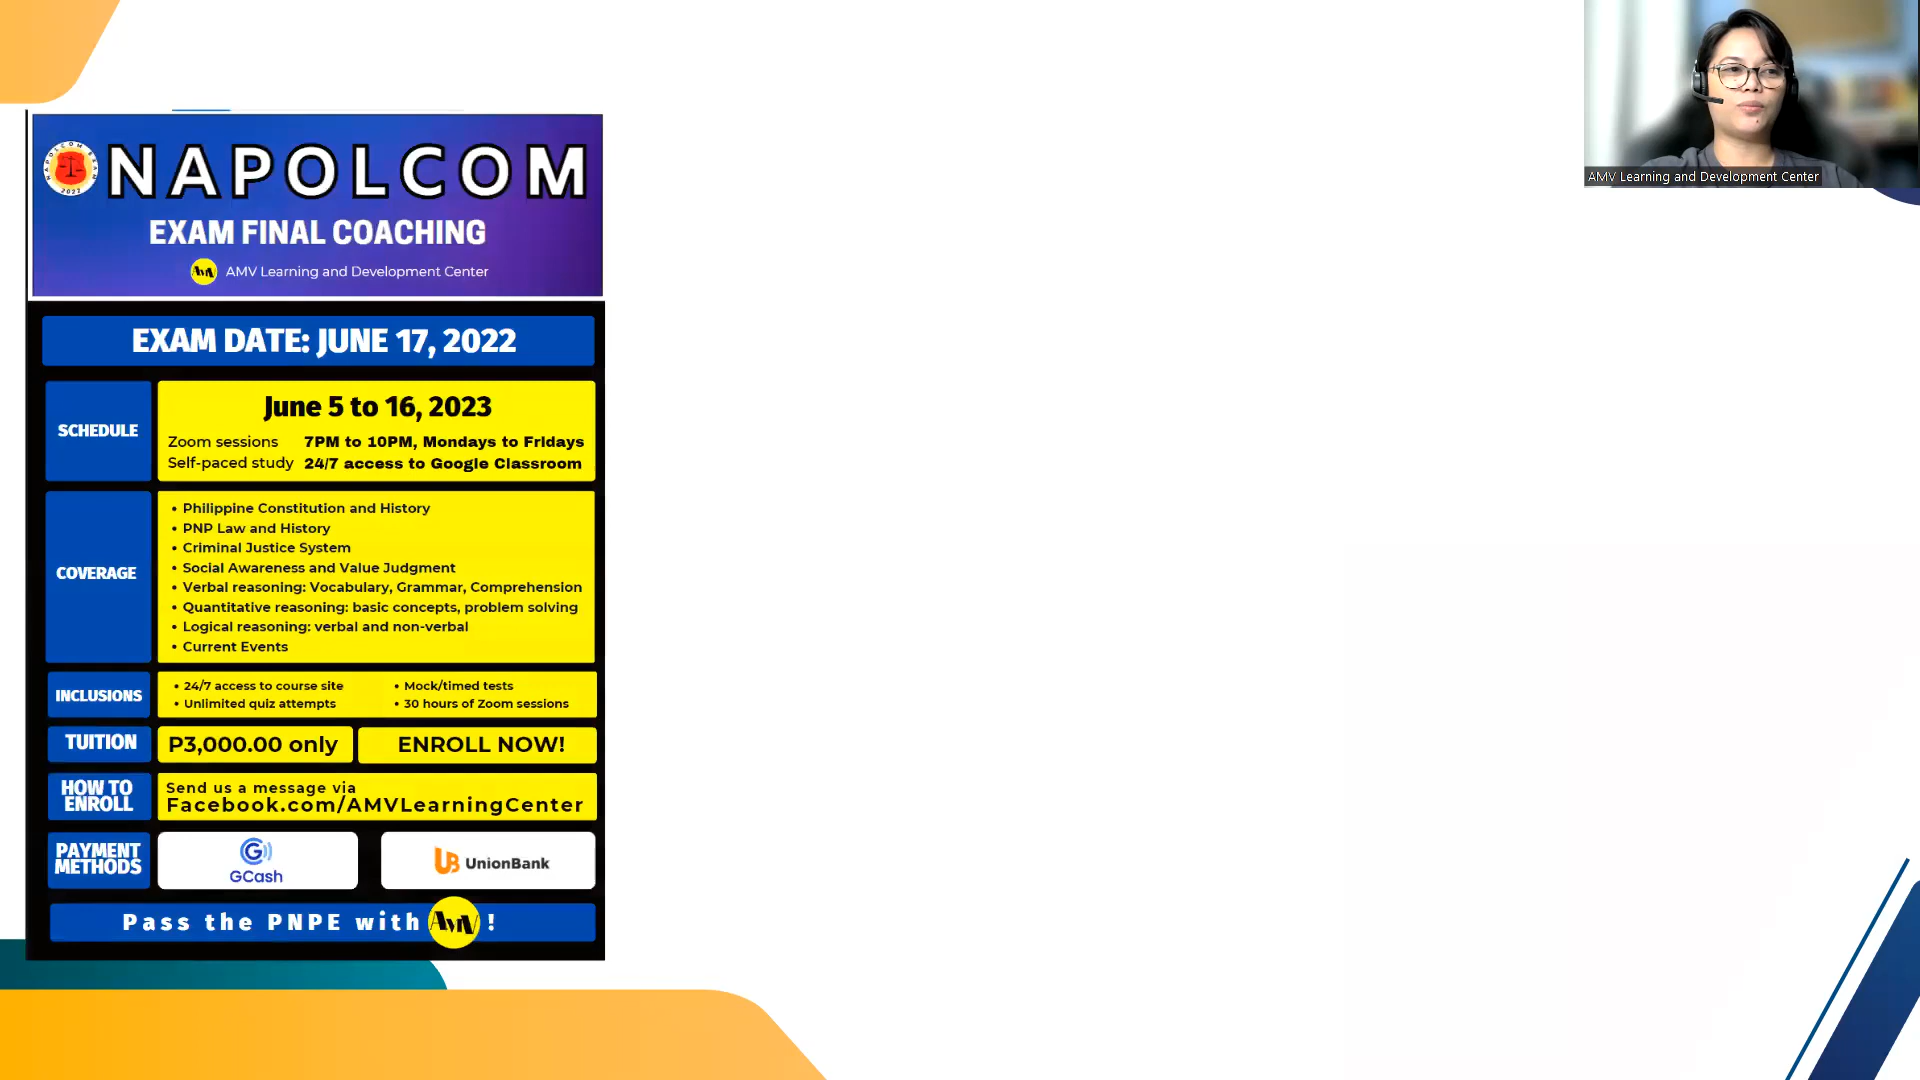 NAPOLCOM EXAM
2022
NAPOLCOM
EXAM FINAL COACHING
AMV AMV Learning and Development Center
EXAM DATE: JUNE 17, 2022
SCHEDULE
June 5 to 16, 2023
Zoom sessions 7PM to 10PM, Mondays to Fridays
Self-paced study 24/7 access to Google Classroom
COVERAGE
• Philippine Constitution and History
• PNP Law and History
• Criminal Justice System
• Social Awareness and Value Judgment
• Verbal reasoning: Vocabulary, Grammar, Comprehension
• Quantitative reasoning: basic concepts, problem solving
• Logical reasoning: verbal and non-verbal
• Current Events
INCLUSIONS
• 24/7 access to course site
• Unlimited quiz attempts
• Mock/timed tests
• 30 hours of Zoom sessions
TUITION
P3,000.00 only
ENROLL NOW!
HOW TO
ENROLL
Send us a message via
Facebook.com/AMVLearningCenter
PAYMENT
METHODS
G
GCash
UB UnionBank
Pass the PNPE with AMV !
AMV Learning and Development Center